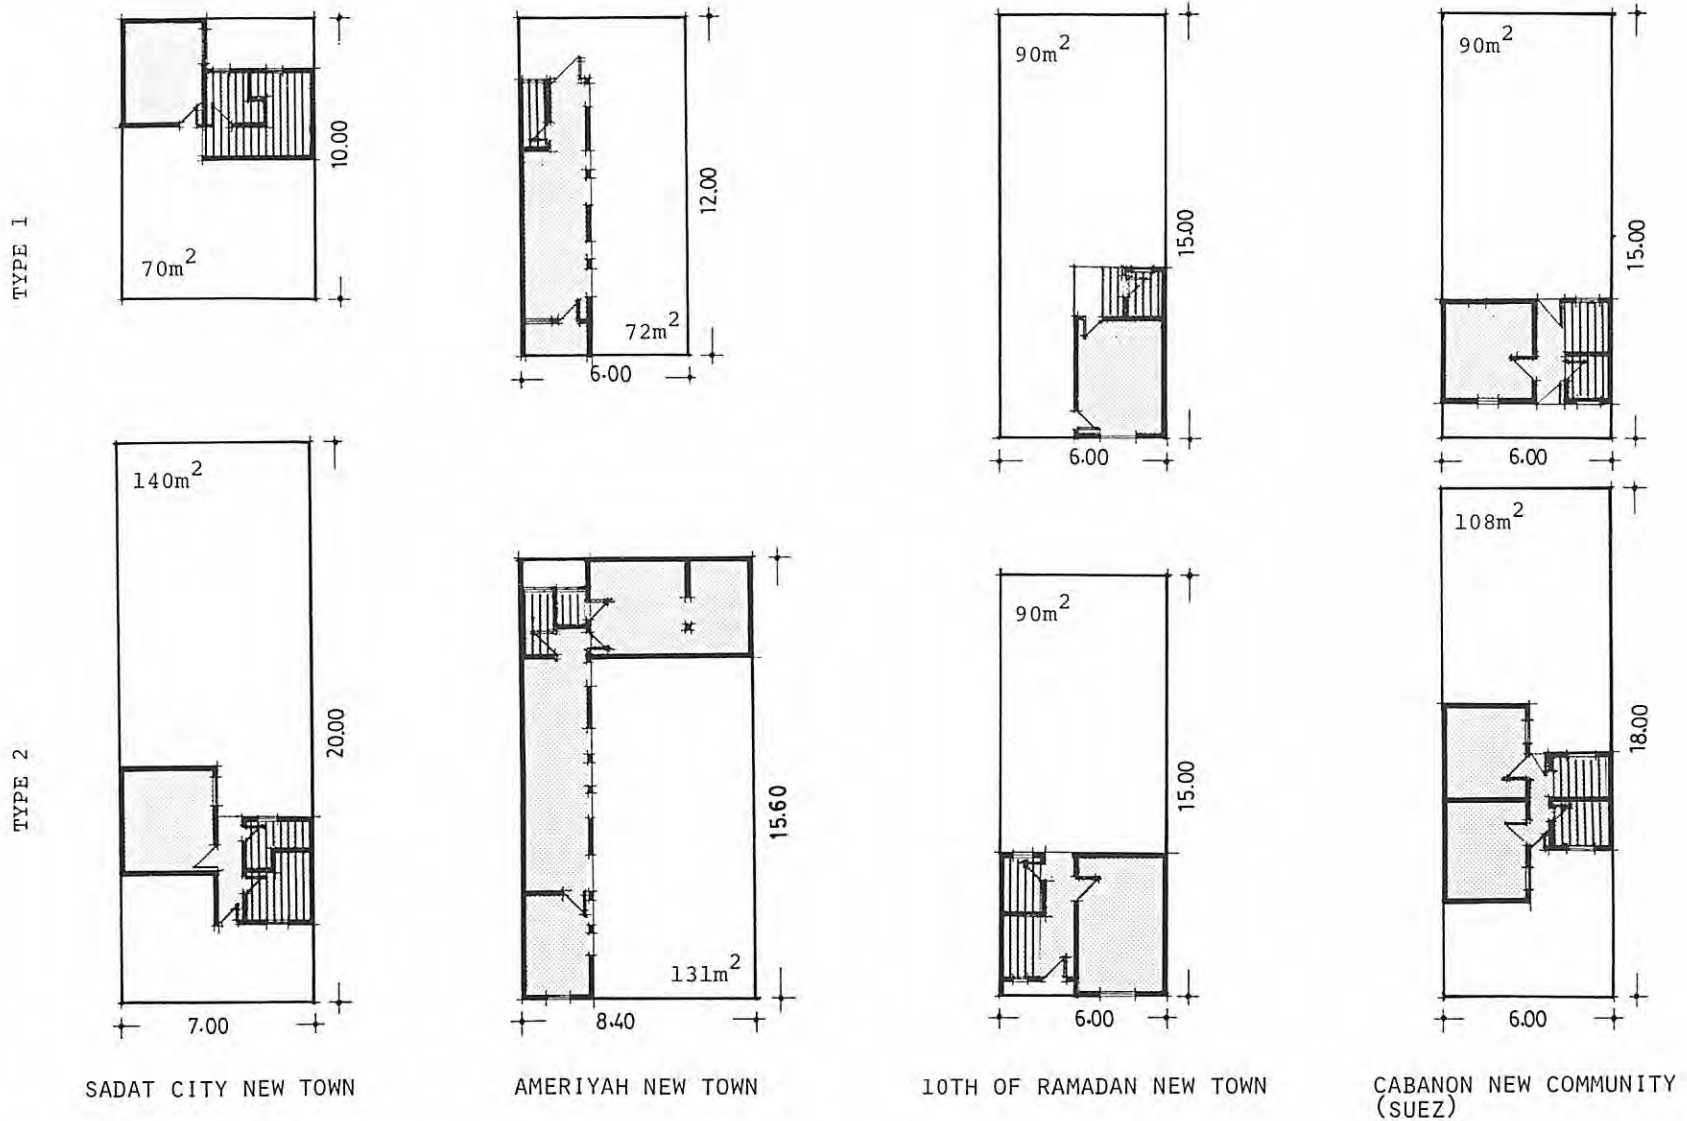 TYPE 1
70m²
10.00
72m²
12.00
6.00
90m²
15.00
6.00
90m²
15.00
6.00
TYPE 2
140m²
20.00
7.00
131m²
15.60
8.40
90m²
15.00
6.00
108m²
18.00
6.00
SADAT CITY NEW TOWN
AMERIYAH NEW TOWN
10TH OF RAMADAN NEW TOWN
CABANON NEW COMMUNITY
(SUEZ)